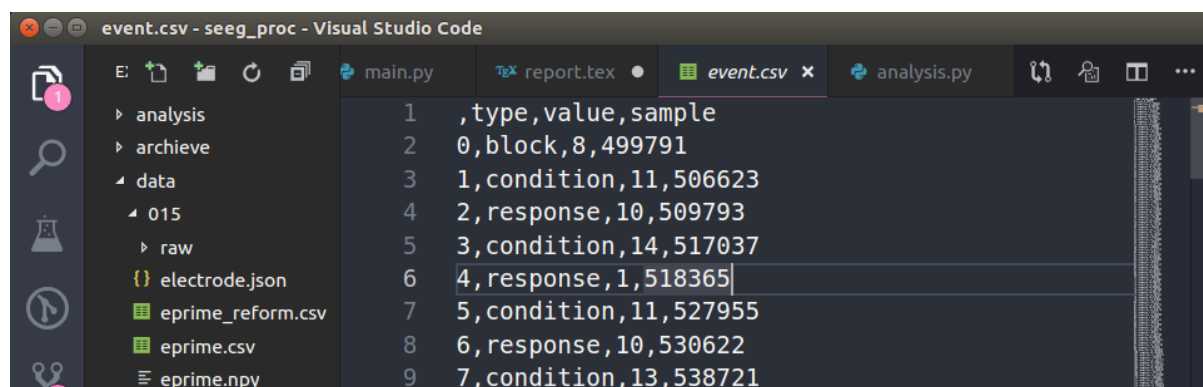 event.csv - seeg_proc - Visual Studio Code
E:
main.py
TEX report.tex
event.csv
analysis.py
1
analysis
archieve
data
015
raw
{} electrode.json
eprime_reform.csv
eprime.csv
eprime.npy
1 ,type,value,sample
2 0,block,8,499791
3 1,condition,11,506623
4 2,response,10,509793
5 3,condition,14,517037
6 4,response,1,518365
7 5,condition,11,527955
8 6,response,10,530622
9 7,condition,13,538721